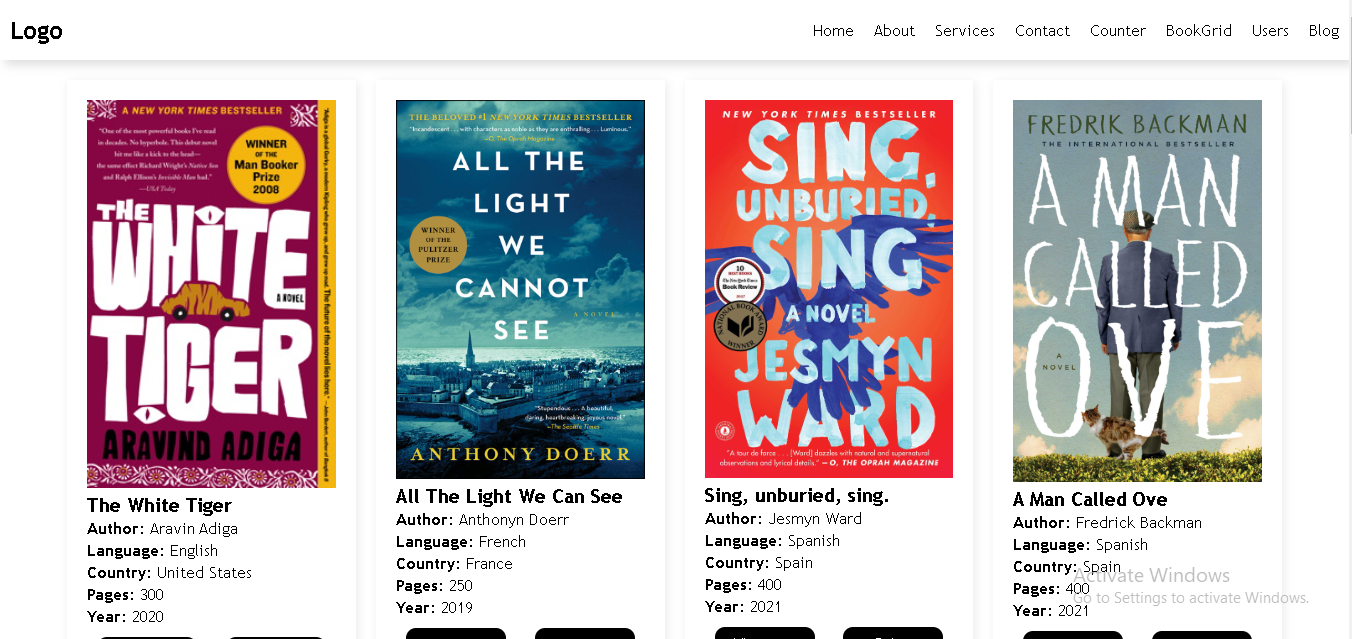 Logo
Home About Services Contact Counter BookGrid Users Blog
A NEW YORK TIMES BESTSELLER
"One of the most powerful books I've read
in decades. No hyperbole. This debut novel
hit me like a kick to the head—
the same effect Richard Wright's Native Son
and Ralph Ellison's Invisible Man had."
—USA Today
WINNER
OF THE
Man Booker
Prize
2008
THE
WHITE
TIGER
A NOVEL
ARAVIND ADIGA
The White Tiger
Author: Aravin Adiga
Language: English
Country: United States
Pages: 300
Year: 2020
THE BELOVED #1 NEW YORK TIMES BESTSELLER
"Incandescent . . . with characters as noble as they are enthralling . . . Luminous."
—O, The Oprah Magazine
ALL THE
LIGHT
WE
CANNOT
SEE
WINNER
OF THE
PULITZER
PRIZE
A NOVEL
"Stupendous . . . A beautiful,
daring, heartbreaking, joyous novel."
—The Seattle Times
ANTHONY DOERR
All The Light We Can See
Author: Anthonyn Doerr
Language: French
Country: France
Pages: 250
Year: 2019
NEW YORK TIMES BESTSELLER
SING,
UNBURIED,
SING
10
BEST BOOKS
The New York Times
Book Review
2017
NATIONAL BOOK AWARD
WINNER
A NOVEL
JESMYN
WARD
"A tour de force . . . [Ward] dazzles with natural and supernatural
observations and lyrical details." — O, THE OPRAH MAGAZINE
Sing, unburied, sing.
Author: Jesmyn Ward
Language: Spanish
Country: Spain
Pages: 400
Year: 2021
FREDRIK BACKMAN
THE INTERNATIONAL BESTSELLER
A MAN
CALLED
OVE
A
NOVEL
A Man Called Ove
Author: Fredrick Backman
Language: Spanish
Country: Spain
Pages: 400
Year: 2021
Activate Windows
Go to Settings to activate Windows.